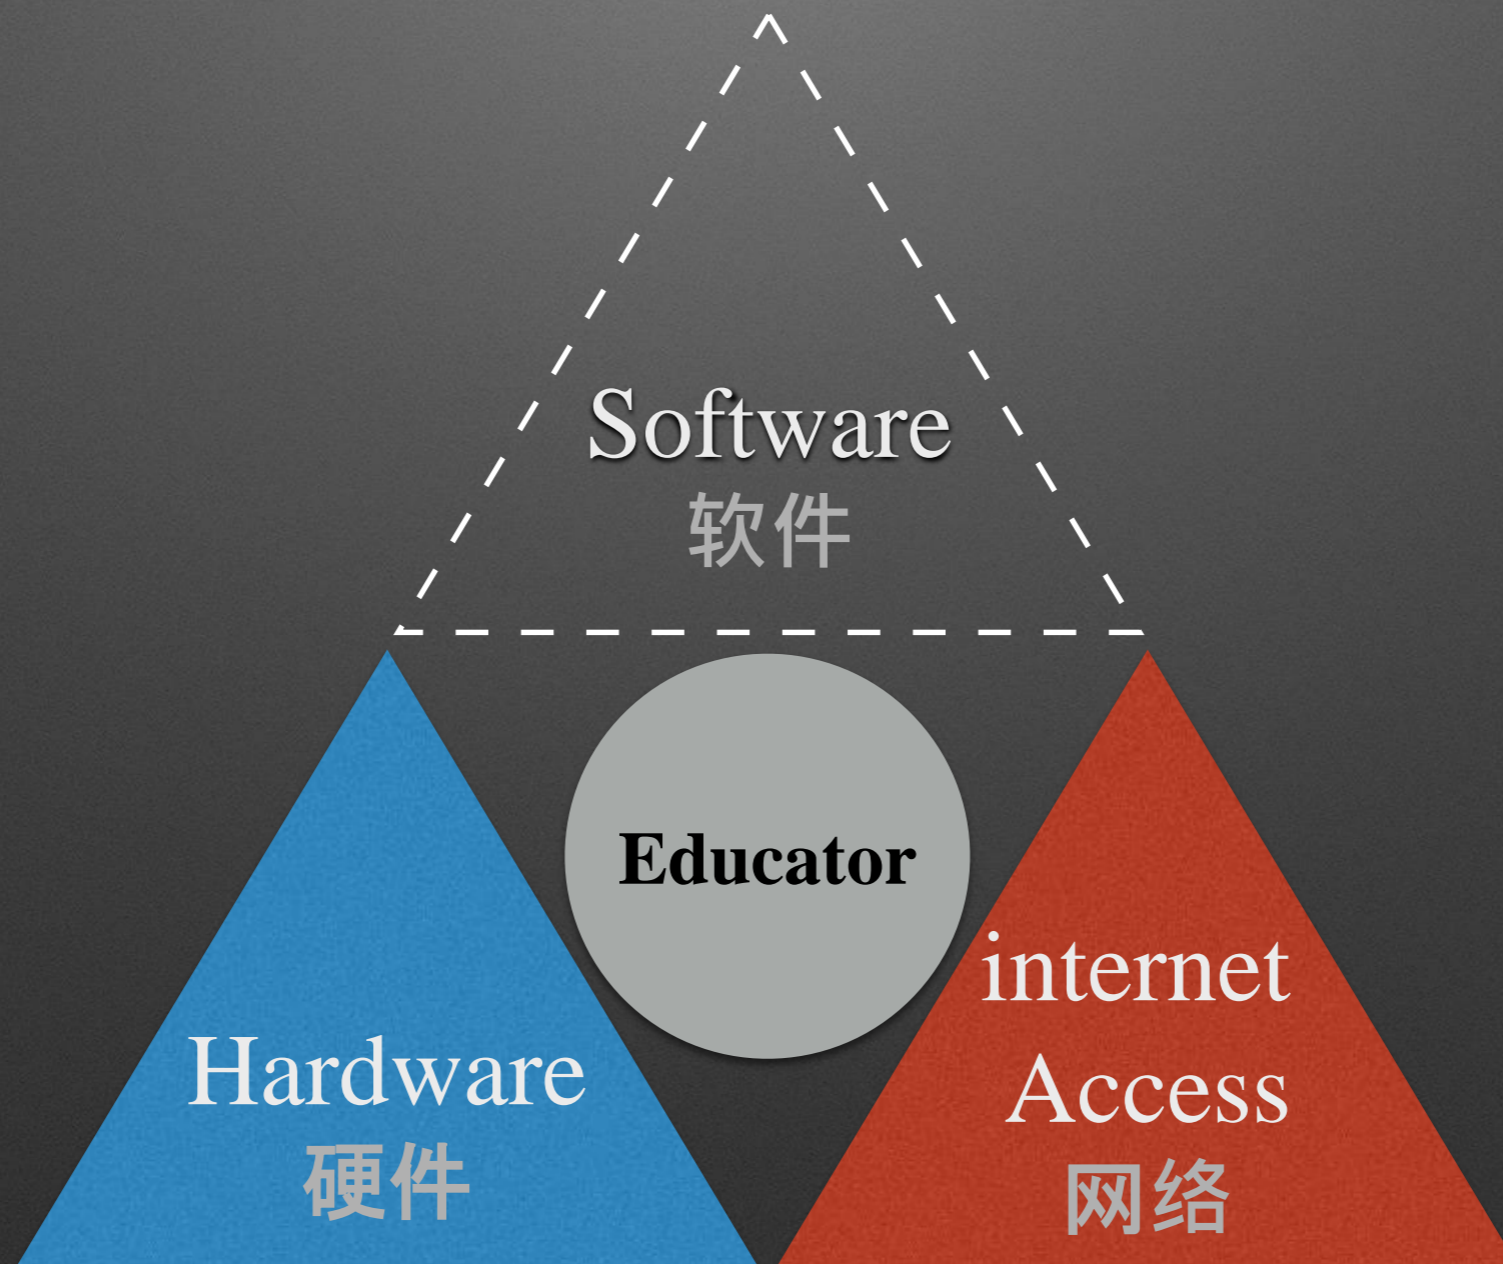 Software
软件
Educator
Hardware
硬件
internet
Access
网络